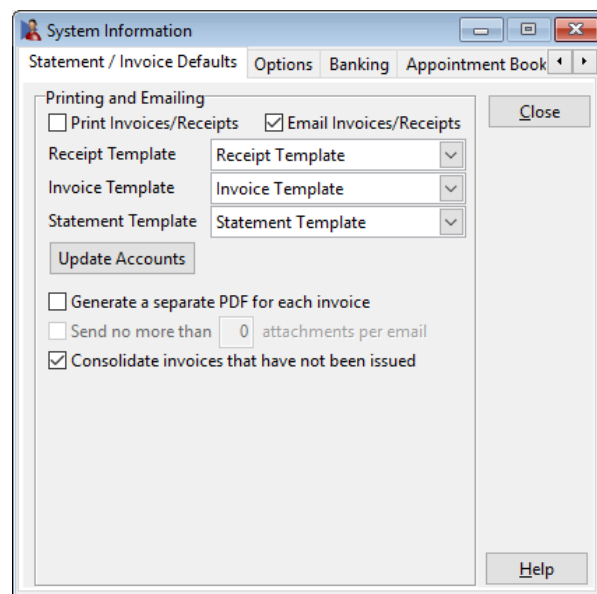 System Information
Statement / Invoice Defaults Options Banking Appointment Book
Printing and Emailing
Close
Print Invoices/Receipts Email Invoices/Receipts
Receipt Template Receipt Template
Invoice Template Invoice Template
Statement Template Statement Template
Update Accounts
Generate a separate PDF for each invoice
Send no more than 0 attachments per email
Consolidate invoices that have not been issued
Help